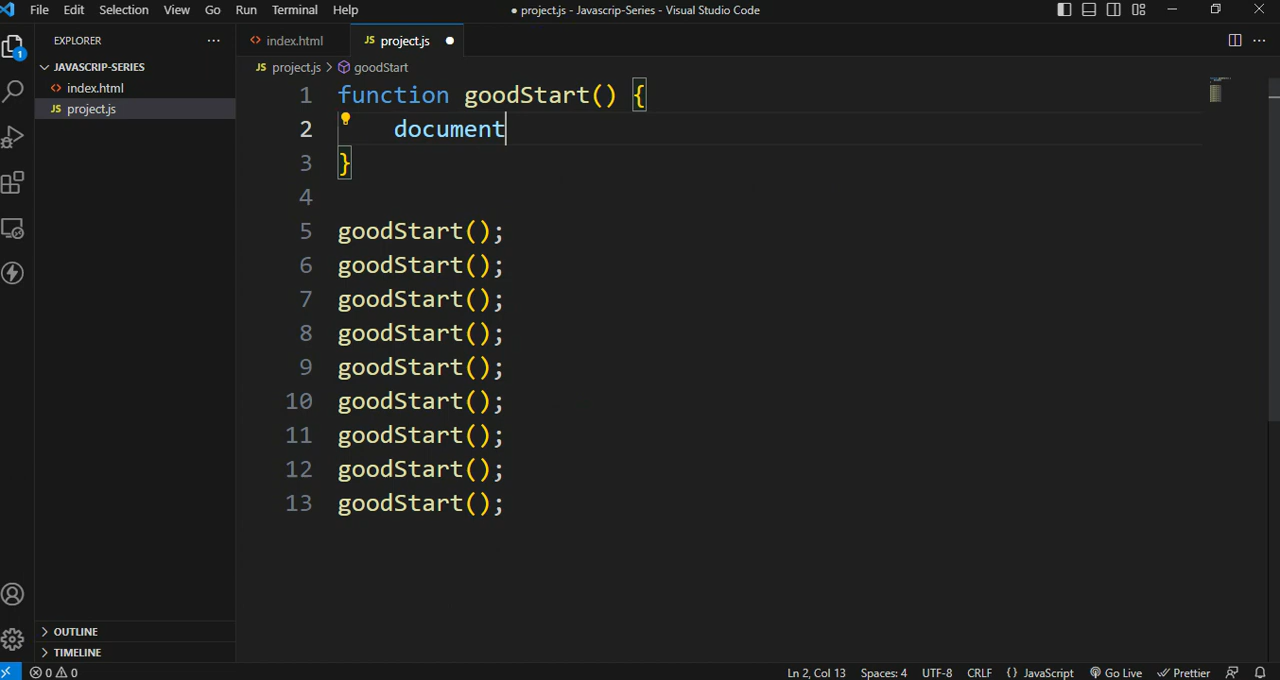 File Edit Selection View Go Run Terminal Help ● project.js - Javascrip-Series - Visual Studio Code
EXPLORER ···
JAVASCRIP-SERIES
<> index.html
JS project.js
<> index.html
JS project.js ●
JS project.js > goodStart
1 function goodStart() {
2 document
3 }
4
5 goodStart();
6 goodStart();
7 goodStart();
8 goodStart();
9 goodStart();
10 goodStart();
11 goodStart();
12 goodStart();
13 goodStart();
1
OUTLINE
TIMELINE
0 0 Ln 2, Col 13 Spaces: 4 UTF-8 CRLF {} JavaScript Go Live Prettier